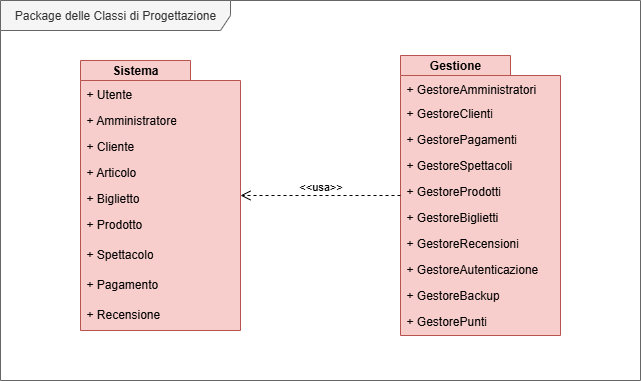 Package delle Classi di Progettazione
Sistema
+ Utente
+ Amministratore
+ Cliente
+ Articolo
+ Biglietto
+ Prodotto
+ Spettacolo
+ Pagamento
+ Recensione
<<usa>>
Gestione
+ GestoreAmministratori
+ GestoreClienti
+ GestorePagamenti
+ GestoreSpettacoli
+ GestoreProdotti
+ GestoreBiglietti
+ GestoreRecensioni
+ GestoreAutenticazione
+ GestoreBackup
+ GestorePunti